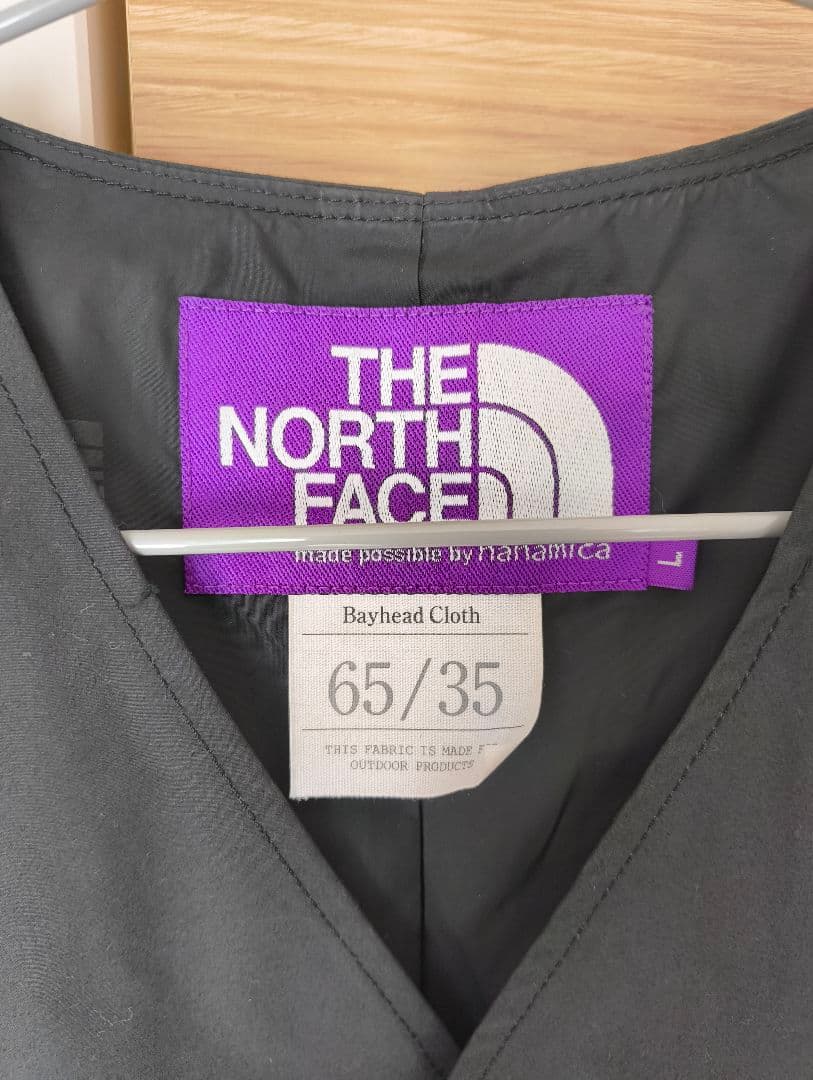 THE
NORTH
FACE
made possible by nanamica
L
Bayhead Cloth
65/35
THIS FABRIC IS MADE
OUTDOOR PRODUCTS